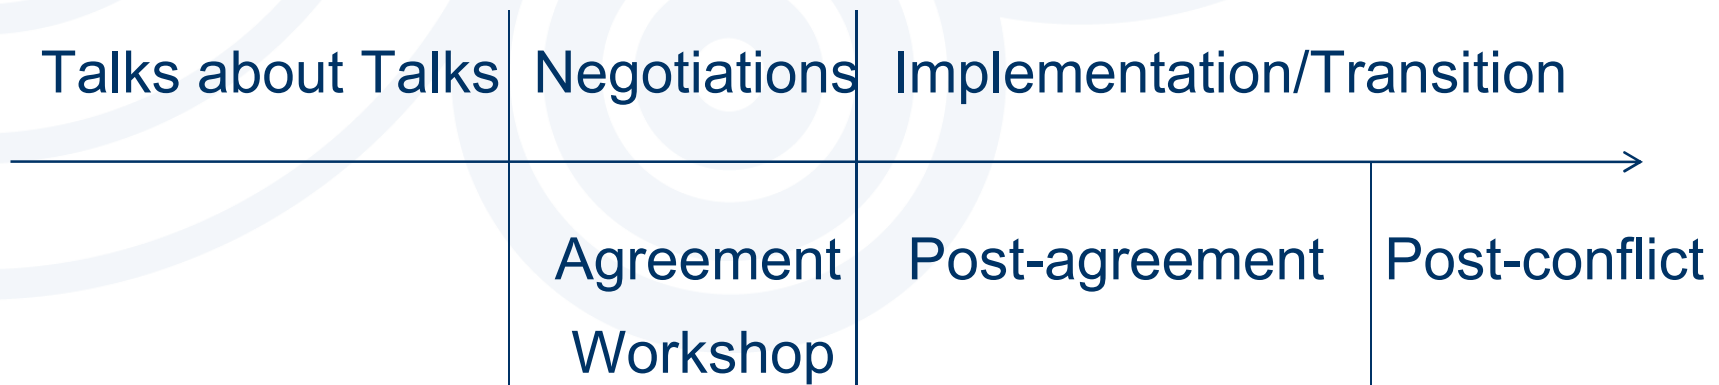 Talks about Talks Negotiations Implementation/Transition
Agreement Post-agreement Post-conflict
Workshop